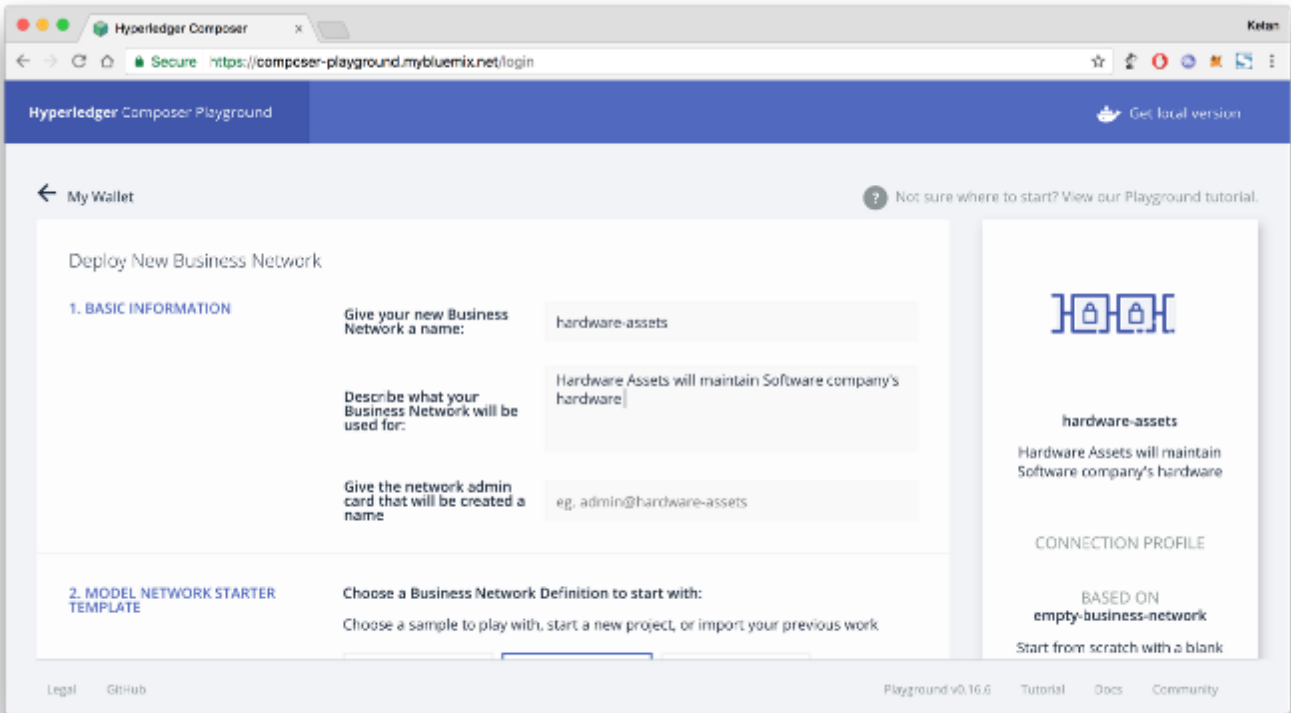 Hyperledger Composer
Ketan
Secure https://composer-playground.mybluemix.net/login
Hyperledger Composer Playground
Get local version
My Wallet
? Not sure where to start? View our Playground tutorial.
Deploy New Business Network
1. BASIC INFORMATION
Give your new Business
Network a name:
hardware-assets
Describe what your
Business Network will be
used for:
Hardware Assets will maintain Software company's
hardware
Give the network admin
card that will be created a
name
eg. admin@hardware-assets
2. MODEL NETWORK STARTER
TEMPLATE
Choose a Business Network Definition to start with:
Choose a sample to play with, start a new project, or import your previous work
hardware-assets
Hardware Assets will maintain
Software company's hardware
CONNECTION PROFILE
BASED ON
empty-business-network
Start from scratch with a blank
Legal GitHub
Playground v0.16.6 Tutorial Docs Community